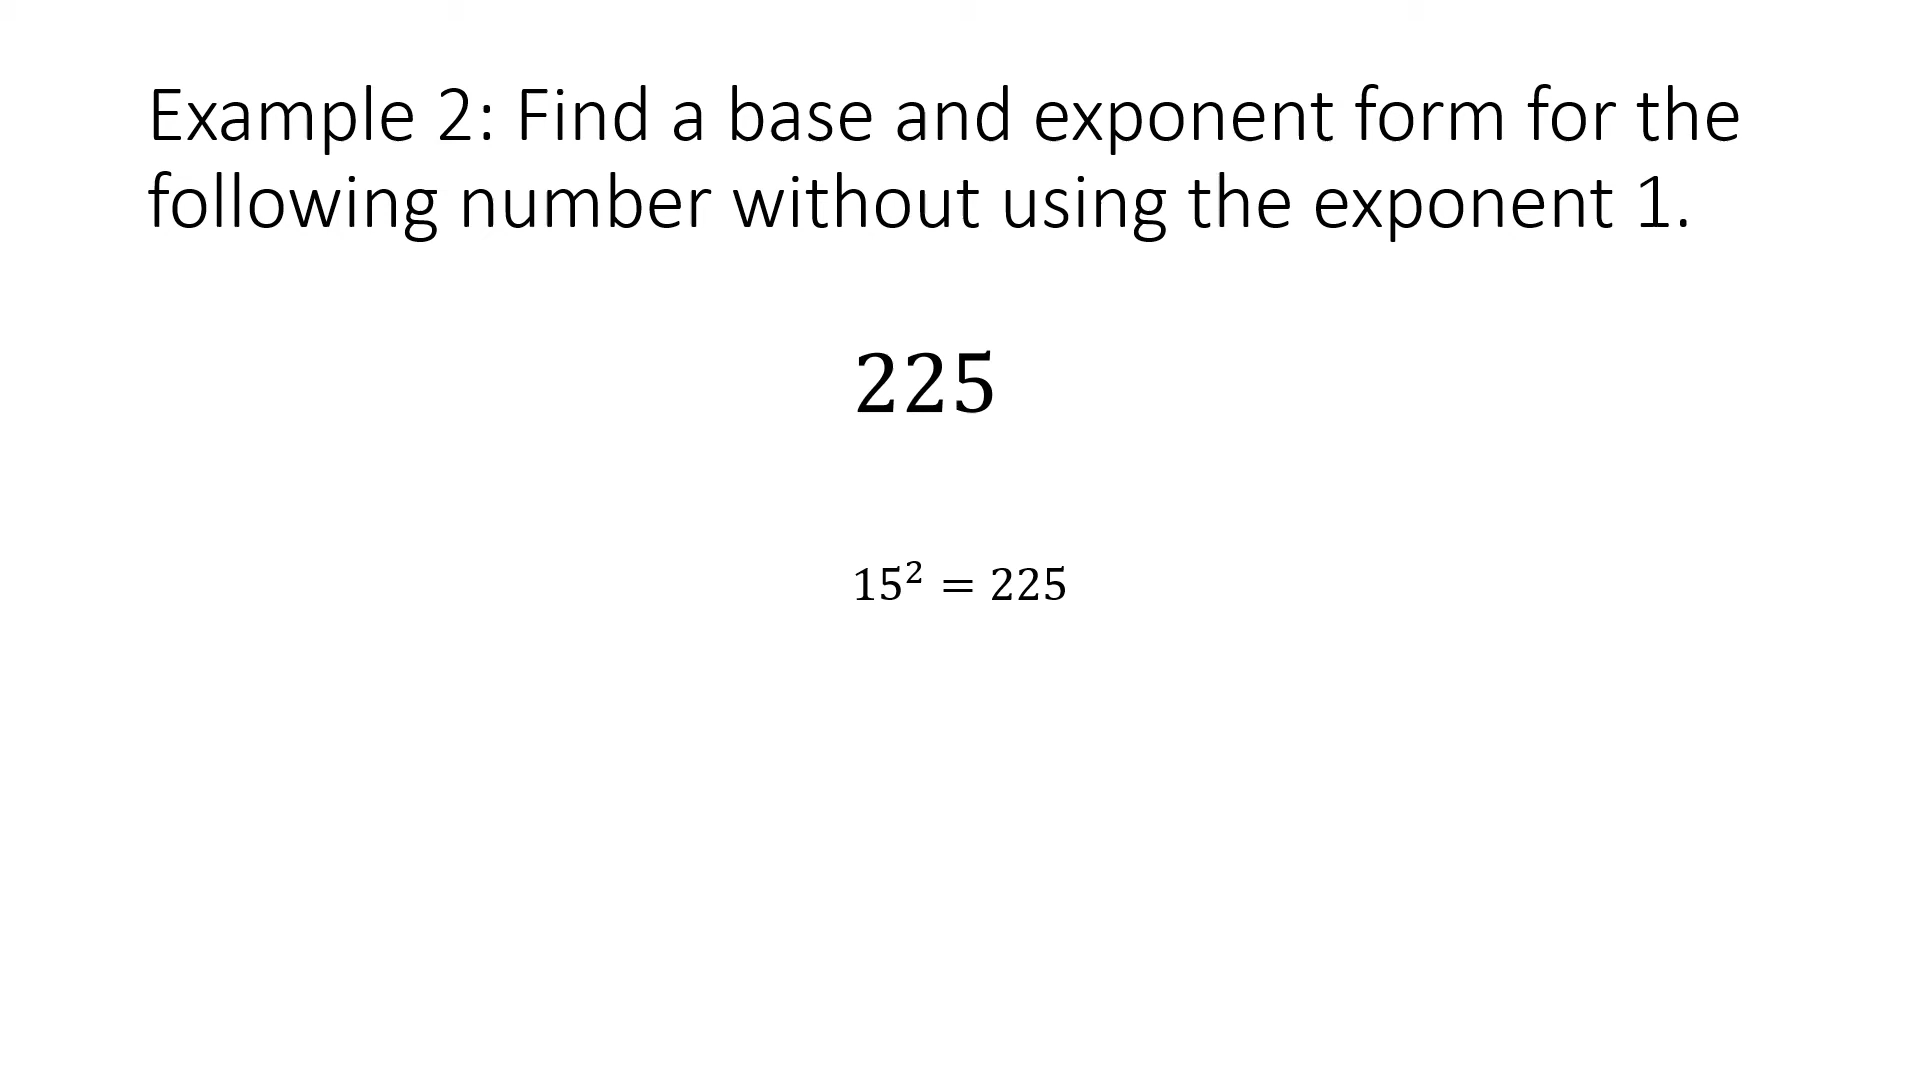 Example 2: Find a base and exponent form for the
following number without using the exponent 1.
225
15² = 225